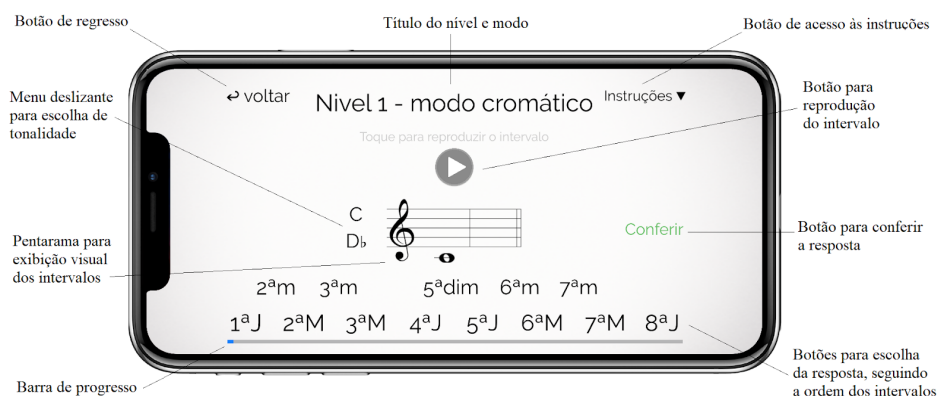 Botão de regresso
Título do nível e modo
Botão de acesso às instruções
Menu deslizante
para escolha de
tonalidade
Botão para
reprodução
do intervalo
Pentarama para
exibição visual
dos intervalos
Botão para conferir
a resposta
Barra de progresso
Botões para escolha
da resposta, seguindo
a ordem dos intervalos
voltar
Nivel 1 - modo cromático
Instruções ▼
Toque para reproduzir o intervalo
C
D♭
Conferir
2ªm 3ªm 5ªdim 6ªm 7ªm
1ªJ 2ªM 3ªM 4ªJ 5ªJ 6ªM 7ªM 8ªJ